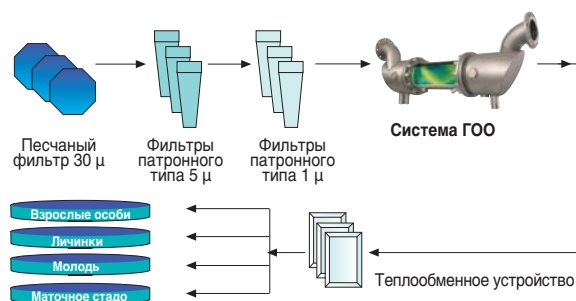 Песчаный
фильтр 30 μ
Фильтры
патронного
типа 5 μ
Фильтры
патронного
типа 1 μ
Система ГОО
Взрослые особи
Личинки
Молодь
Маточное стадо
Теплообменное устройство